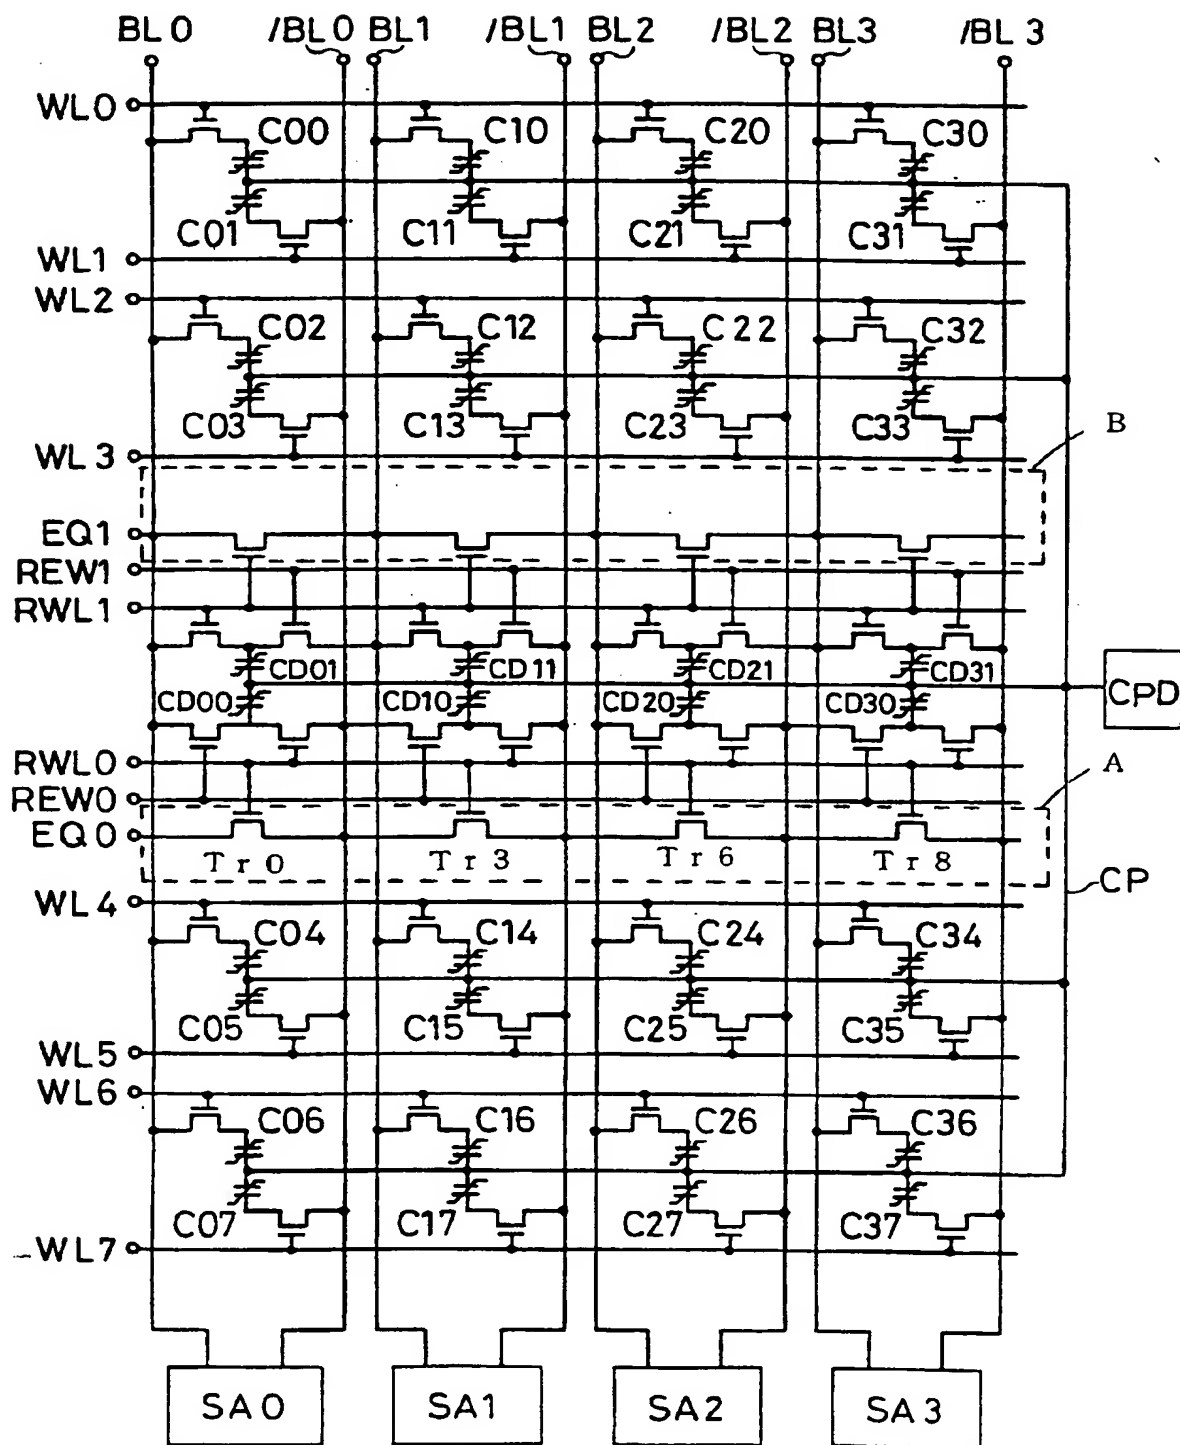 BL0 /BL0 BL1 /BL1 BL2 /BL2 BL3 /BL3
WL0
C00 C10 C20 C30
C01 C11 C21 C31
WL1
WL2
C02 C12 C22 C32
C03 C13 C23 C33
WL3
B
EQ1
REW1
RWL1
CD01 CD11 CD21 CD31
CD00 CD10 CD20 CD30
CPD
RWL0
A
REW0
EQ0
Tr0 Tr3 Tr6 Tr8
CP
WL4
C04 C14 C24 C34
C05 C15 C25 C35
WL5
WL6
C06 C16 C26 C36
C07 C17 C27 C37
WL7
SA0 SA1 SA2 SA3